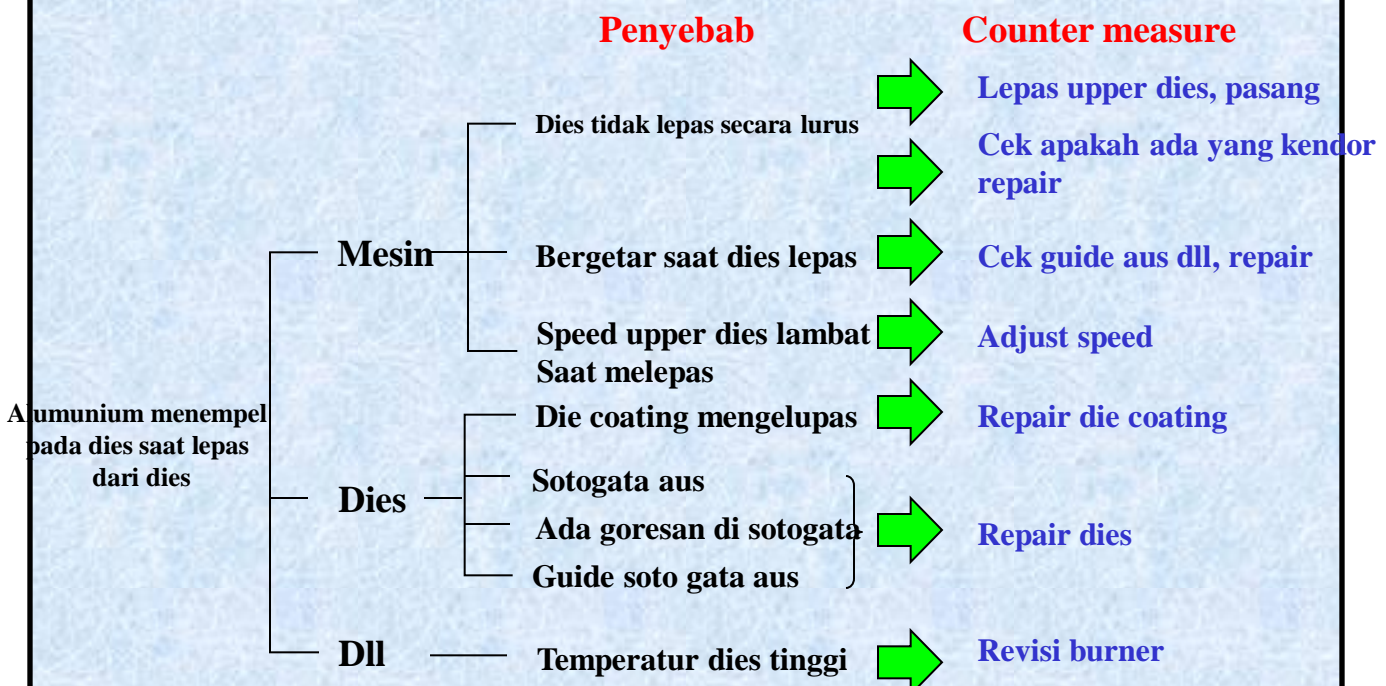 Penyebab
Counter measure
Lepas upper dies, pasang
Dies tidak lepas secara lurus
Cek apakah ada yang kendor
repair
Mesin
Bergetar saat dies lepas
Cek guide aus dll, repair
Speed upper dies lambat
Saat melepas
Adjust speed
Alumunium menempel
pada dies saat lepas
dari dies
Die coating mengelupas
Repair die coating
Dies
Sotogata aus
Ada goresan di sotogata
Guide soto gata aus
Repair dies
Dll
Temperatur dies tinggi
Revisi burner